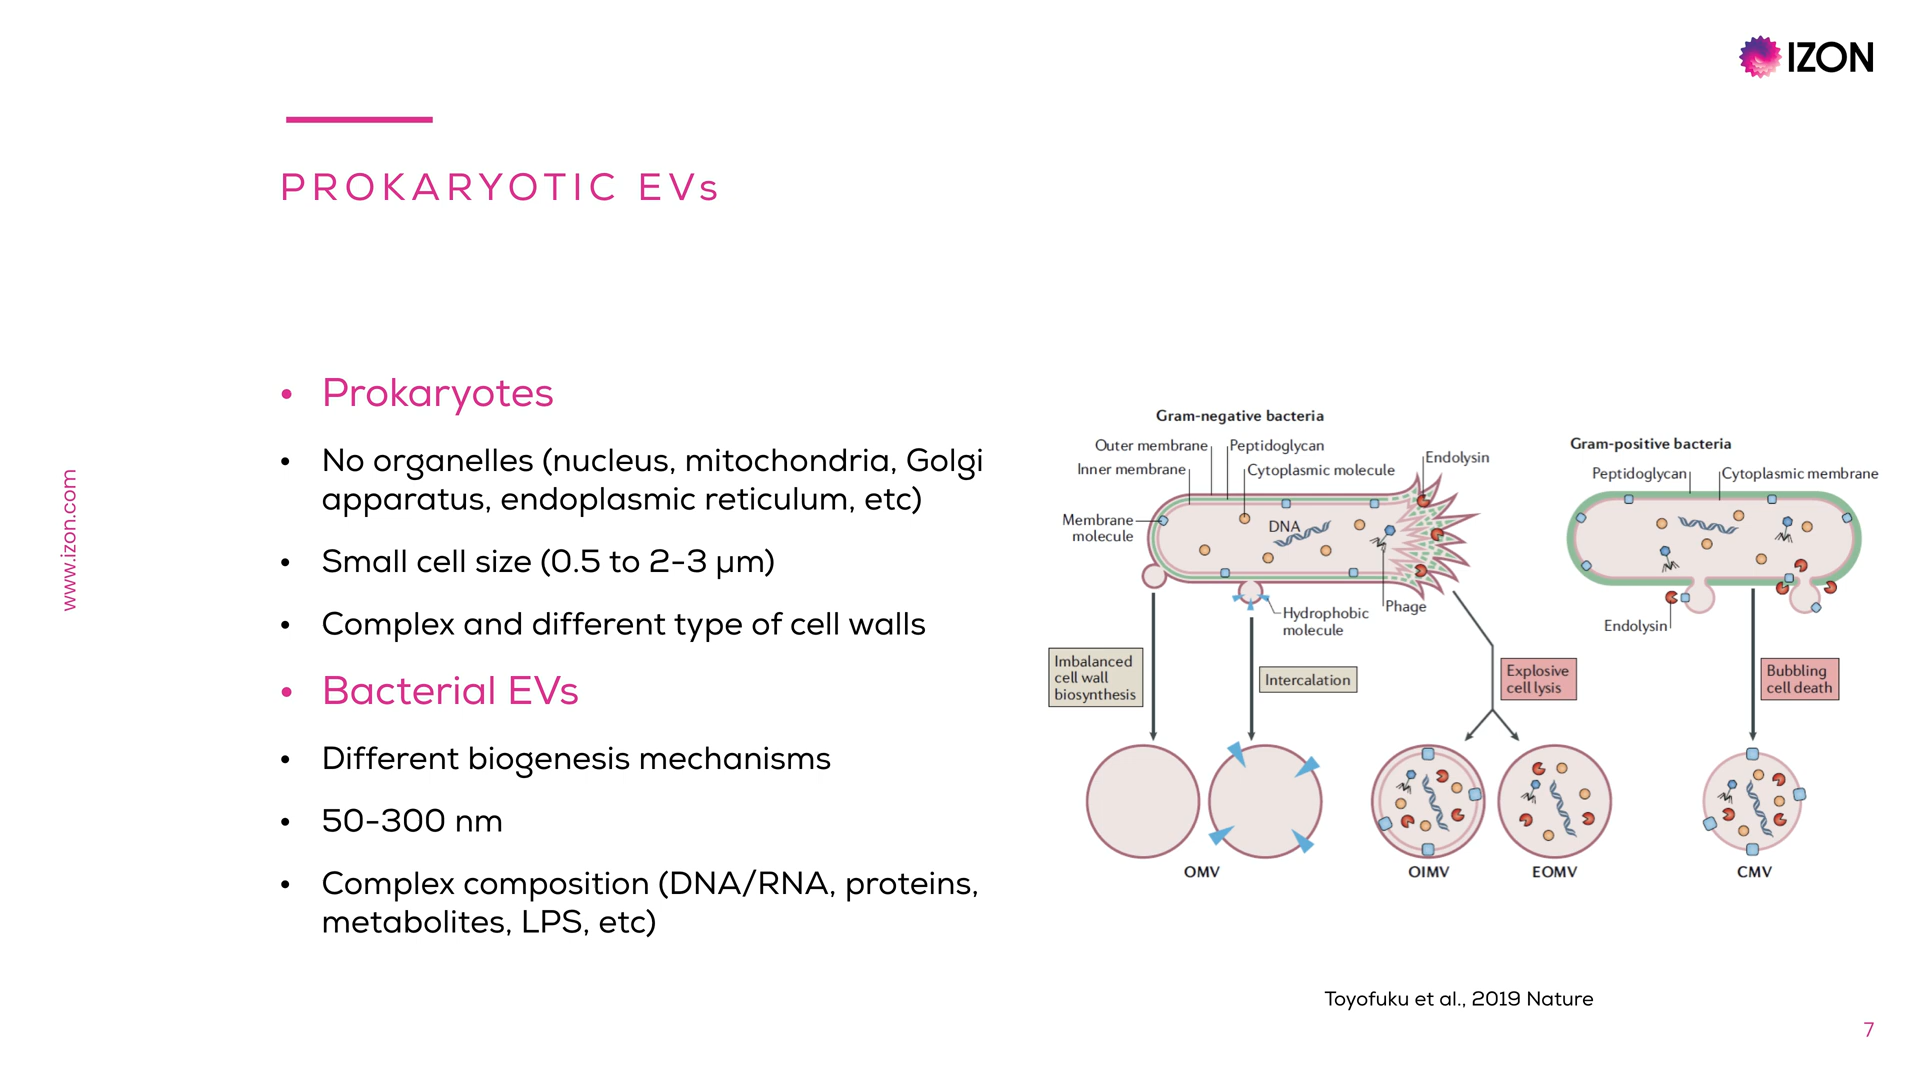 IZON
PROKARYOTIC EVs
www.izon.com
• Prokaryotes
• No organelles (nucleus, mitochondria, Golgi
apparatus, endoplasmic reticulum, etc)
• Small cell size (0.5 to 2-3 µm)
• Complex and different type of cell walls
• Bacterial EVs
• Different biogenesis mechanisms
• 50-300 nm
• Complex composition (DNA/RNA, proteins,
metabolites, LPS, etc)
Gram-negative bacteria
Outer membrane
Peptidoglycan
Inner membrane
Cytoplasmic molecule
Endolysin
Membrane
molecule
DNA
Hydrophobic
molecule
Phage
Imbalanced
cell wall
biosynthesis
Intercalation
Explosive
cell lysis
OMV
OIMV
EOMV
Gram-positive bacteria
Peptidoglycan
Cytoplasmic membrane
Endolysin
Bubbling
cell death
CMV
Toyofuku et al., 2019 Nature
7